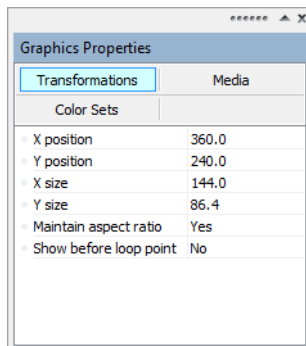 Graphics Properties
Transformations Media
Color Sets
X position 360.0
Y position 240.0
X size 144.0
Y size 86.4
Maintain aspect ratio Yes
Show before loop point No